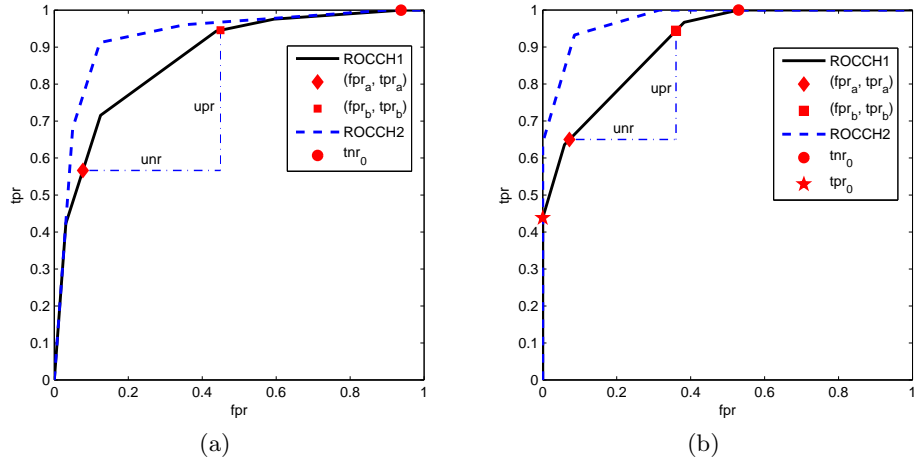 1
0.9
0.8
0.7
0.6
0.5
0.4
0.3
0.2
0.1
0
tpr
0 0.2 0.4 0.6 0.8 1
fpr
unr
upr
ROCCH1
(fpr_a, tpr_a)
(fpr_b, tpr_b)
ROCCH2
tnr_0
(a)
1
0.9
0.8
0.7
0.6
0.5
0.4
0.3
0.2
0.1
0
tpr
0 0.2 0.4 0.6 0.8 1
fpr
unr
upr
ROCCH1
(fpr_a, tpr_a)
(fpr_b, tpr_b)
ROCCH2
tnr_0
tpr_0
(b)